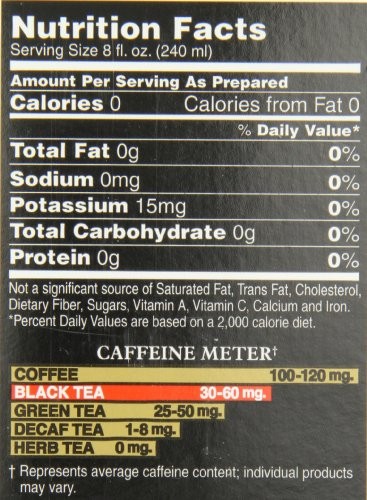 Nutrition Facts
Serving Size 8 fl. oz. (240 ml)
Amount Per Serving As Prepared
Calories 0 Calories from Fat 0
% Daily Value*
Total Fat 0g 0%
Sodium 0mg 0%
Potassium 15mg 0%
Total Carbohydrate 0g 0%
Protein 0g 0%
Not a significant source of Saturated Fat, Trans Fat, Cholesterol,
Dietary Fiber, Sugars, Vitamin A, Vitamin C, Calcium and Iron.
*Percent Daily Values are based on a 2,000 calorie diet.
CAFFEINE METER†
COFFEE 100-120 mg.
BLACK TEA 30-60 mg.
GREEN TEA 25-50 mg.
DECAF TEA 1-8 mg.
HERB TEA 0 mg.
† Represents average caffeine content; individual products
may vary.